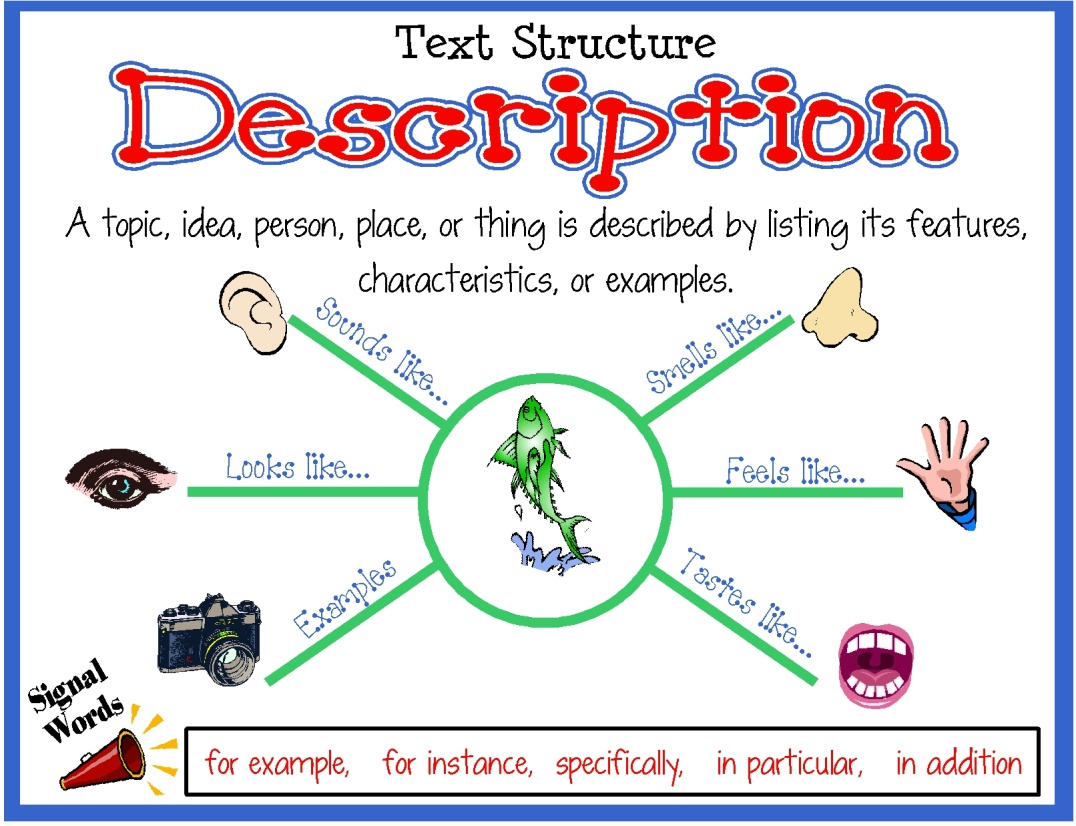 Text Structure
Description
A topic, idea, person, place, or thing is described by listing its features,
characteristics, or examples.
Sounds like...
Smells like...
Looks like...
Feels like...
Examples
Tastes like...
Signal
Words
for example, for instance, specifically, in particular, in addition